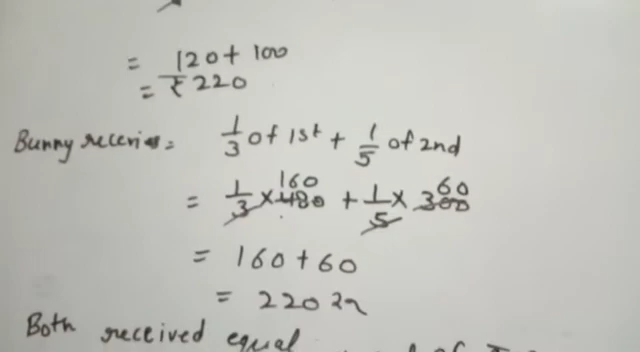 = 120 + 100
= ₹ 220
Bunny receives = 1/3 of 1st + 1/5 of 2nd
= 1/3 × 480 160 + 1/5 × 300 60
= 160 + 60
= 220
Both received equal